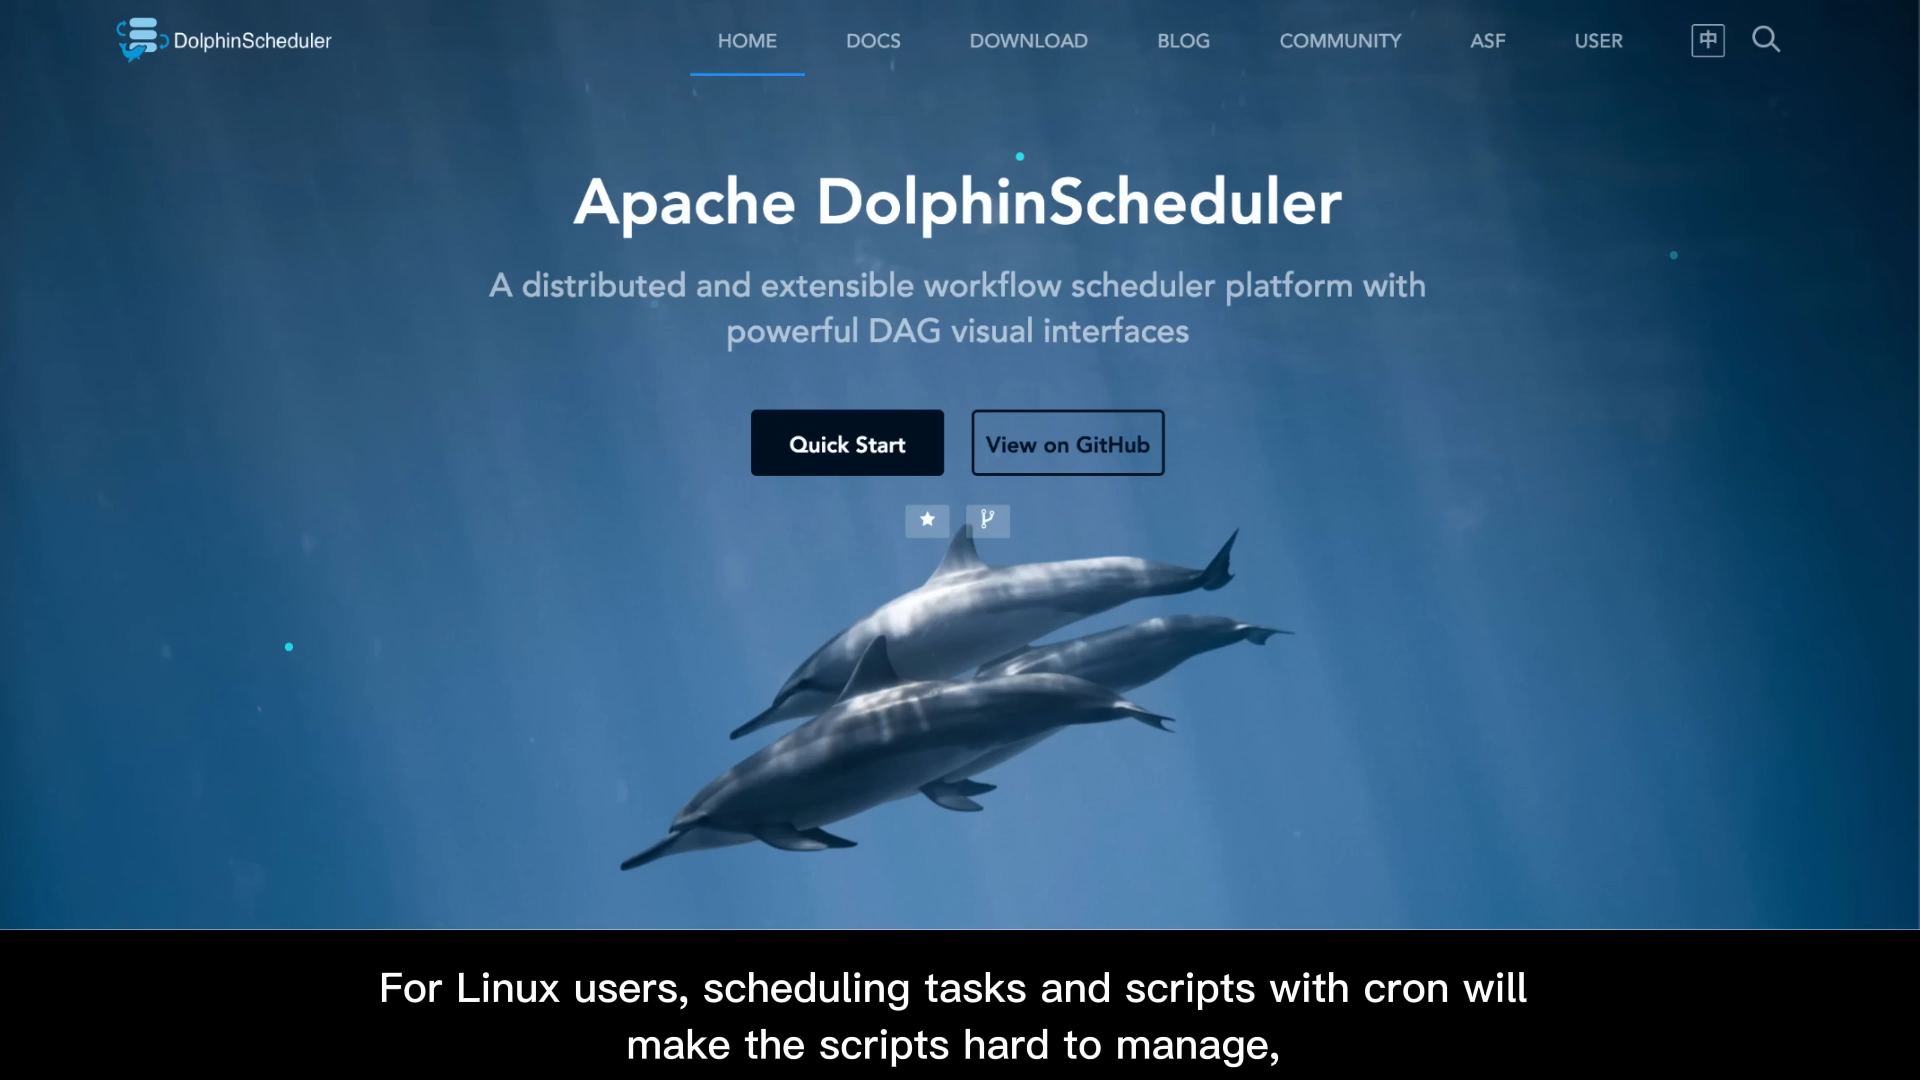 DolphinScheduler
HOME
DOCS
DOWNLOAD
BLOG
COMMUNITY
ASF
USER
中
Apache DolphinScheduler
A distributed and extensible workflow scheduler platform with
powerful DAG visual interfaces
Quick Start
View on GitHub
For Linux users, scheduling tasks and scripts with cron will
make the scripts hard to manage,